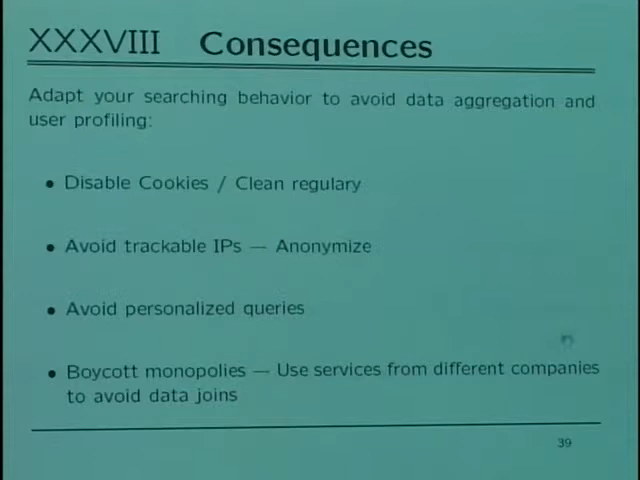 XXXVIII Consequences
Adapt your searching behavior to avoid data aggregation and
user profiling:
• Disable Cookies / Clean regulary
• Avoid trackable IPs — Anonymize
• Avoid personalized queries
• Boycott monopolies — Use services from different companies
to avoid data joins
39